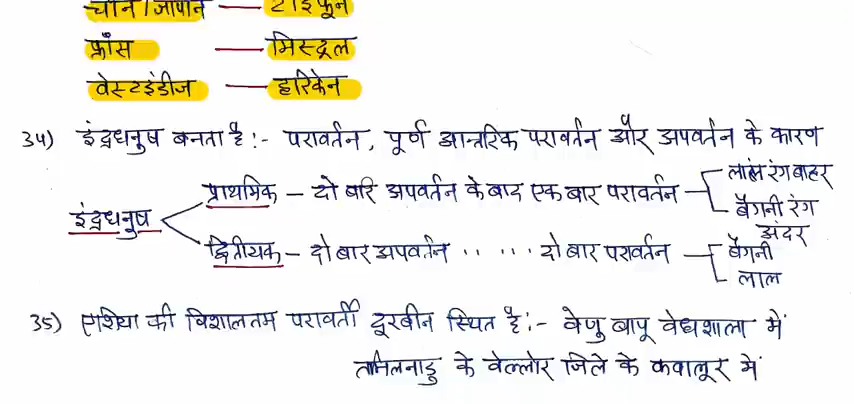 चीन/जापान — टाइफून
फ्रांस — मिस्ट्रल
वेस्टइंडीज — हरिकेन
34) इंद्रधनुष बनता है:- परावर्तन, पूर्ण आन्तरिक परावर्तन और अपवर्तन के कारण
इंद्रधनुष
प्राथमिक – दो बार अपवर्तन के बाद एक बार परावर्तन
लाल रंग बाहर
बैगनी रंग अंदर
द्वितीयक – दो बार अपवर्तन .. ... दो बार परावर्तन
बैगनी
लाल
35) एशिया की विशालतम परावर्ती दूरबीन स्थित है:- वेणु बापू वेधशाला में
तमिलनाडु के वेल्लोर जिले के कवालूर में